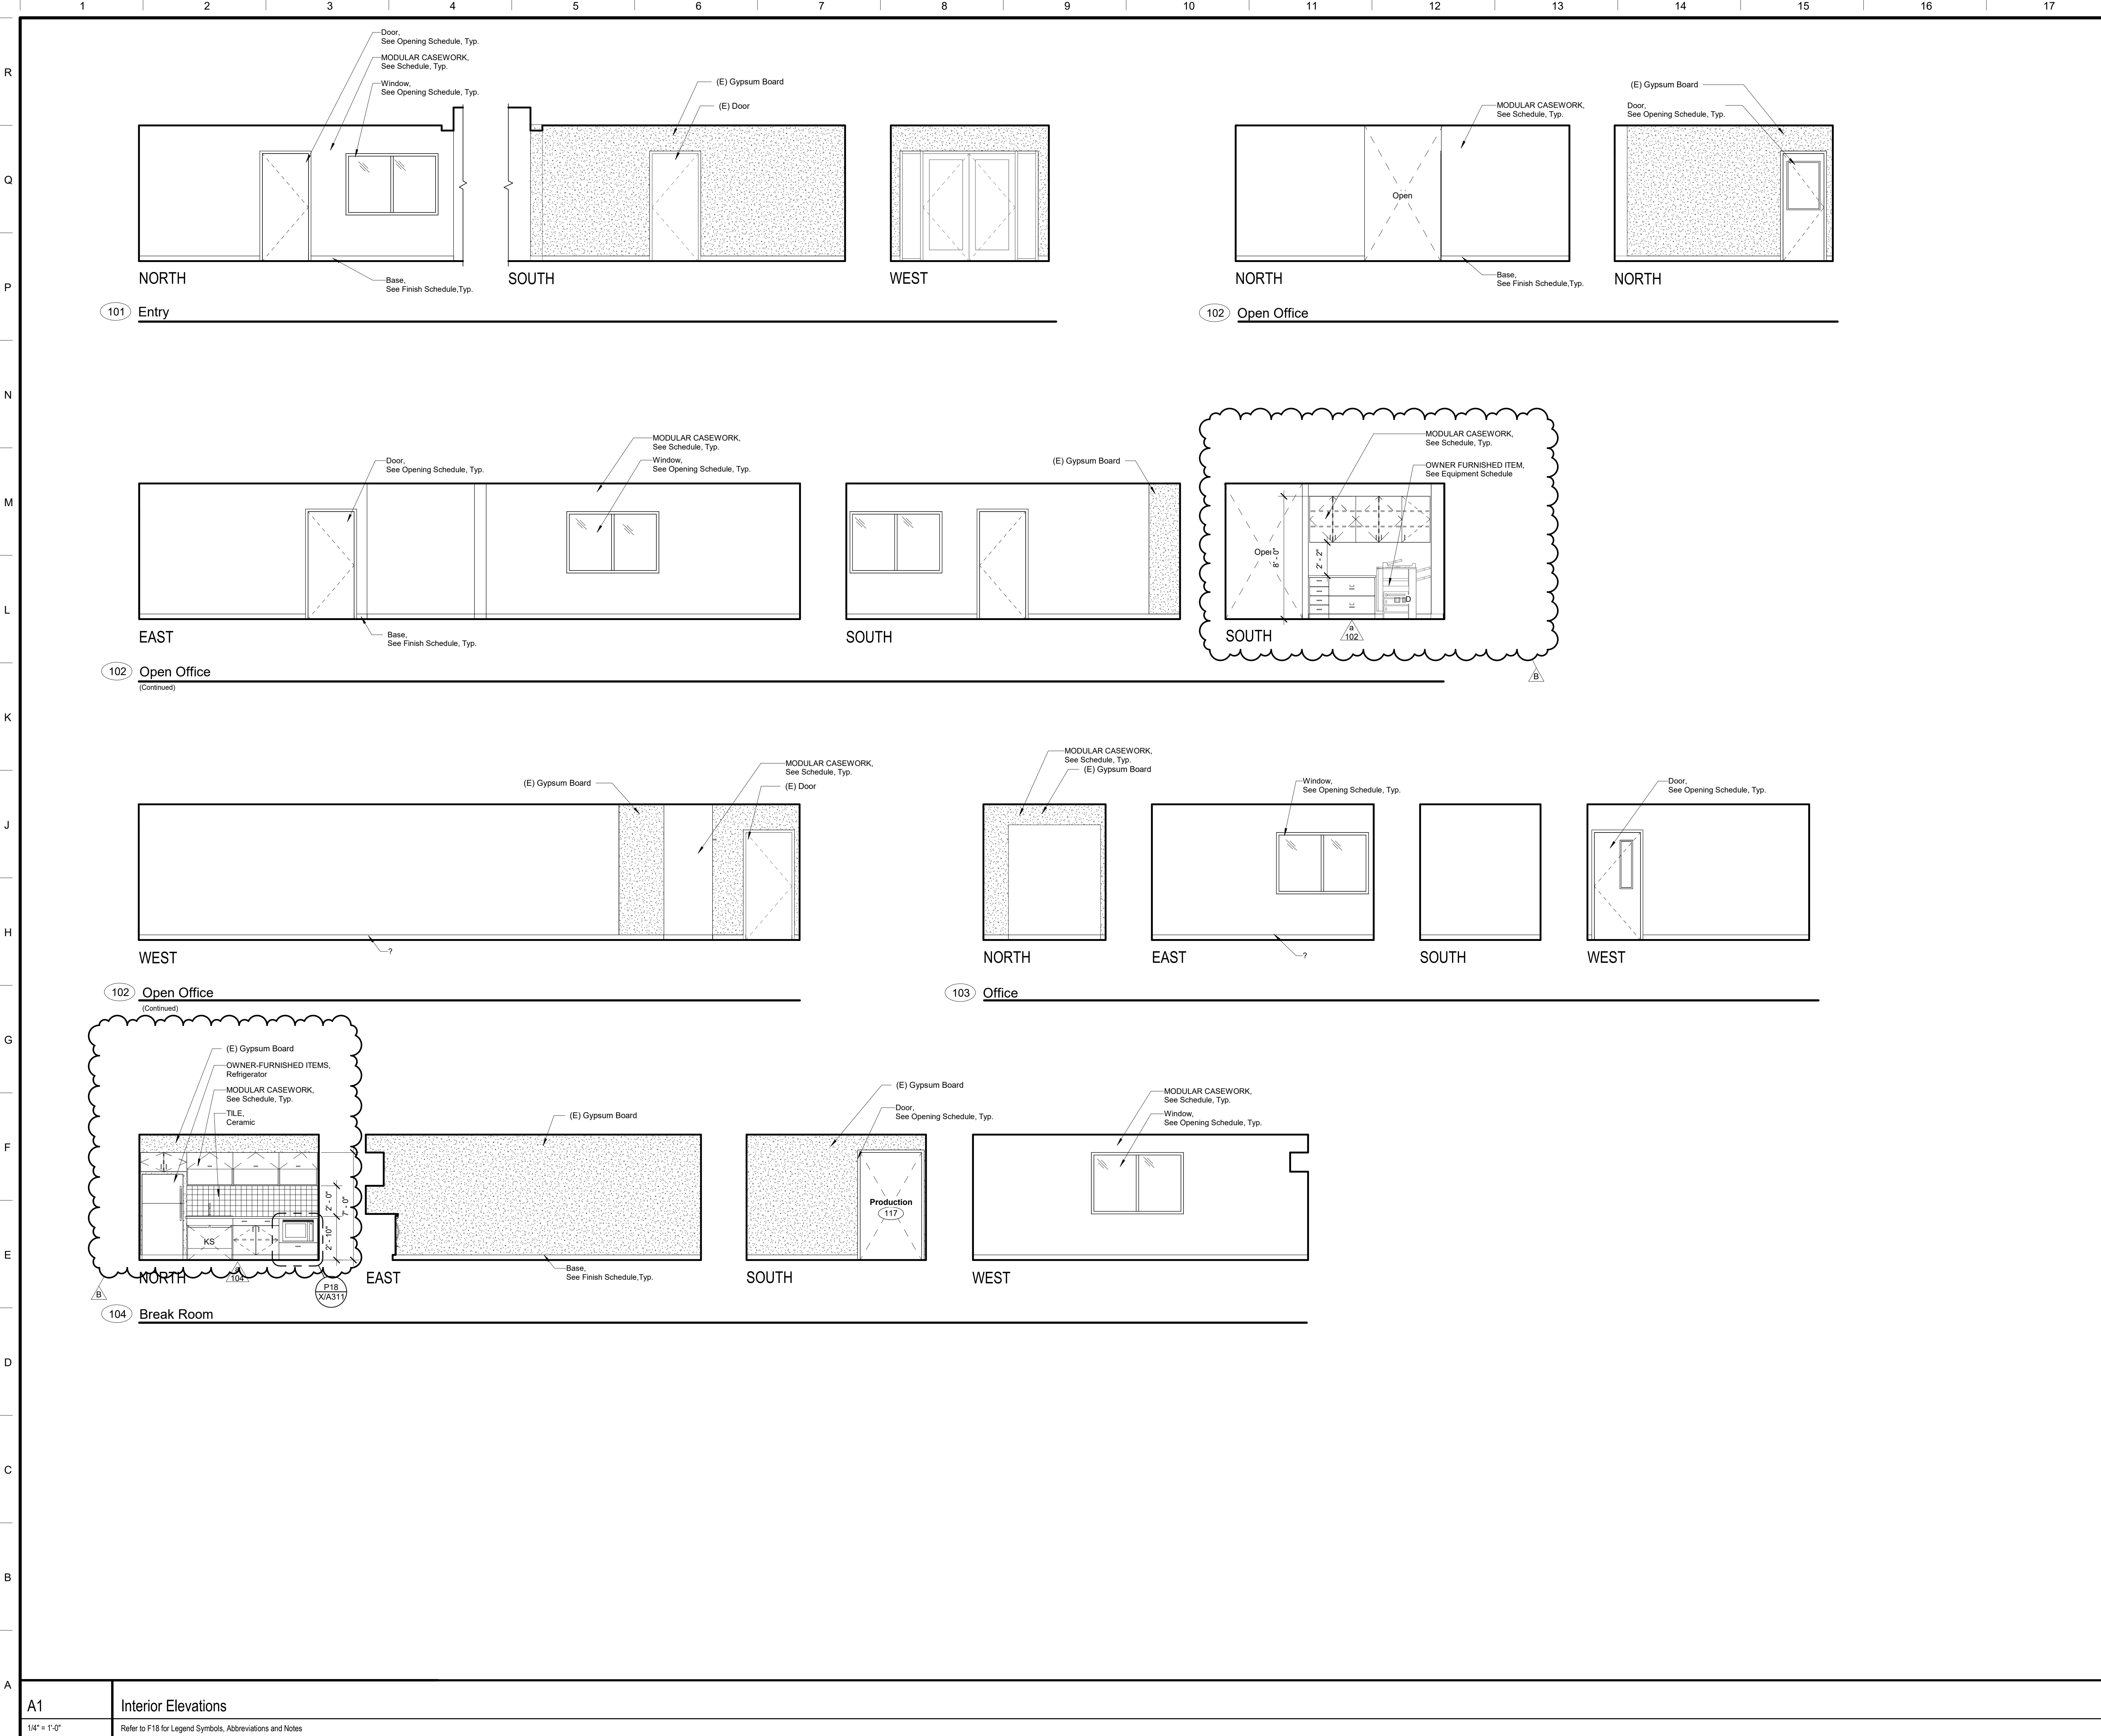 1 2 3 4 5 6 7 8 9 10 11 12 13 14 15 16 17
R
Q
P
N
M
L
K
J
H
G
F
E
D
C
B
A
Door,
See Opening Schedule, Typ.
MODULAR CASEWORK,
See Schedule, Typ.
Window,
See Opening Schedule, Typ.
(E) Gypsum Board
(E) Door
Base,
See Finish Schedule,Typ.
NORTH
SOUTH
WEST
101 Entry
MODULAR CASEWORK,
See Schedule, Typ.
(E) Gypsum Board
Door,
See Opening Schedule, Typ.
Open
Base,
See Finish Schedule,Typ.
NORTH
NORTH
102 Open Office
Door,
See Opening Schedule, Typ.
MODULAR CASEWORK,
See Schedule, Typ.
Window,
See Opening Schedule, Typ.
Base,
See Finish Schedule, Typ.
EAST
(E) Gypsum Board
SOUTH
MODULAR CASEWORK,
See Schedule, Typ.
OWNER FURNISHED ITEM,
See Equipment Schedule
Open
8' - 0"
2' - 2"
D
SOUTH
a
102
B
102 Open Office
(Continued)
(E) Gypsum Board
MODULAR CASEWORK,
See Schedule, Typ.
(E) Door
?
WEST
102 Open Office
(Continued)
MODULAR CASEWORK,
See Schedule, Typ.
(E) Gypsum Board
Window,
See Opening Schedule, Typ.
?
Door,
See Opening Schedule, Typ.
NORTH
EAST
SOUTH
WEST
103 Office
(E) Gypsum Board
OWNER-FURNISHED ITEMS,
Refrigerator
MODULAR CASEWORK,
See Schedule, Typ.
TILE,
Ceramic
KS
2' - 0"
7' - 0"
2' - 10"
NORTH
104
B
P18
X/A311
(E) Gypsum Board
Base,
See Finish Schedule,Typ.
EAST
(E) Gypsum Board
Door,
See Opening Schedule, Typ.
Production
117
SOUTH
MODULAR CASEWORK,
See Schedule, Typ.
Window,
See Opening Schedule, Typ.
WEST
104 Break Room
A1
Interior Elevations
1/4" = 1'-0"
Refer to F18 for Legend Symbols, Abbreviations and Notes